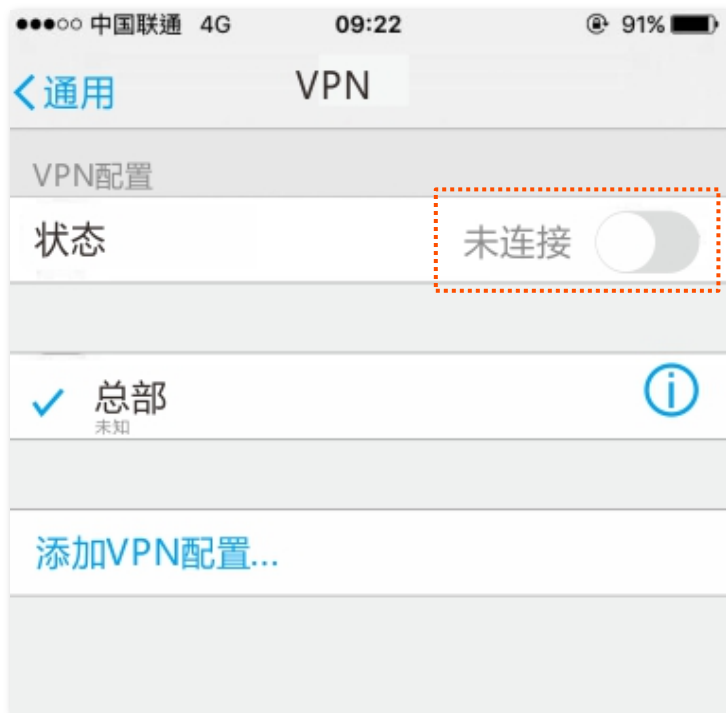 中国联通 4G 09:22 91%
通用 VPN
VPN配置
状态 未连接
总部
未知
添加VPN配置...